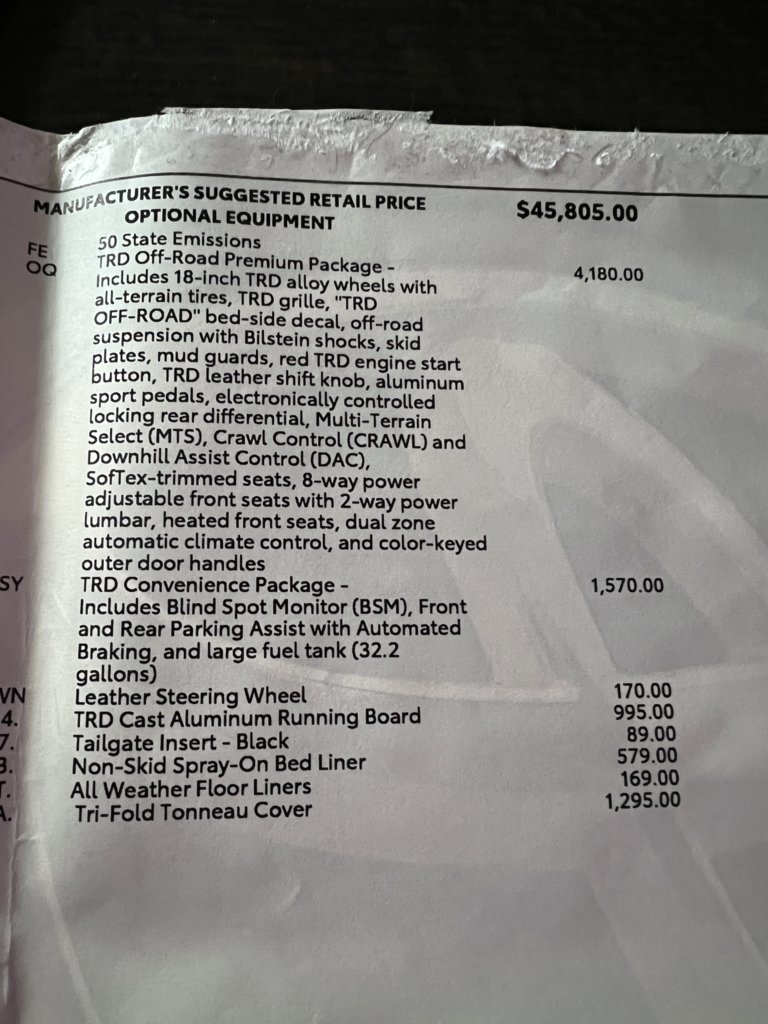 MANUFACTURER'S SUGGESTED RETAIL PRICE $45,805.00
OPTIONAL EQUIPMENT
FE 50 State Emissions
OQ TRD Off-Road Premium Package - 4,180.00
Includes 18-inch TRD alloy wheels with
all-terrain tires, TRD grille, "TRD
OFF-ROAD" bed-side decal, off-road
suspension with Bilstein shocks, skid
plates, mud guards, red TRD engine start
button, TRD leather shift knob, aluminum
sport pedals, electronically controlled
locking rear differential, Multi-Terrain
Select (MTS), Crawl Control (CRAWL) and
Downhill Assist Control (DAC),
SofTex-trimmed seats, 8-way power
adjustable front seats with 2-way power
lumbar, heated front seats, dual zone
automatic climate control, and color-keyed
outer door handles
SY TRD Convenience Package - 1,570.00
Includes Blind Spot Monitor (BSM), Front
and Rear Parking Assist with Automated
Braking, and large fuel tank (32.2
gallons)
VN Leather Steering Wheel 170.00
4. TRD Cast Aluminum Running Board 995.00
7. Tailgate Insert - Black 89.00
3. Non-Skid Spray-On Bed Liner 579.00
T. All Weather Floor Liners 169.00
A. Tri-Fold Tonneau Cover 1,295.00